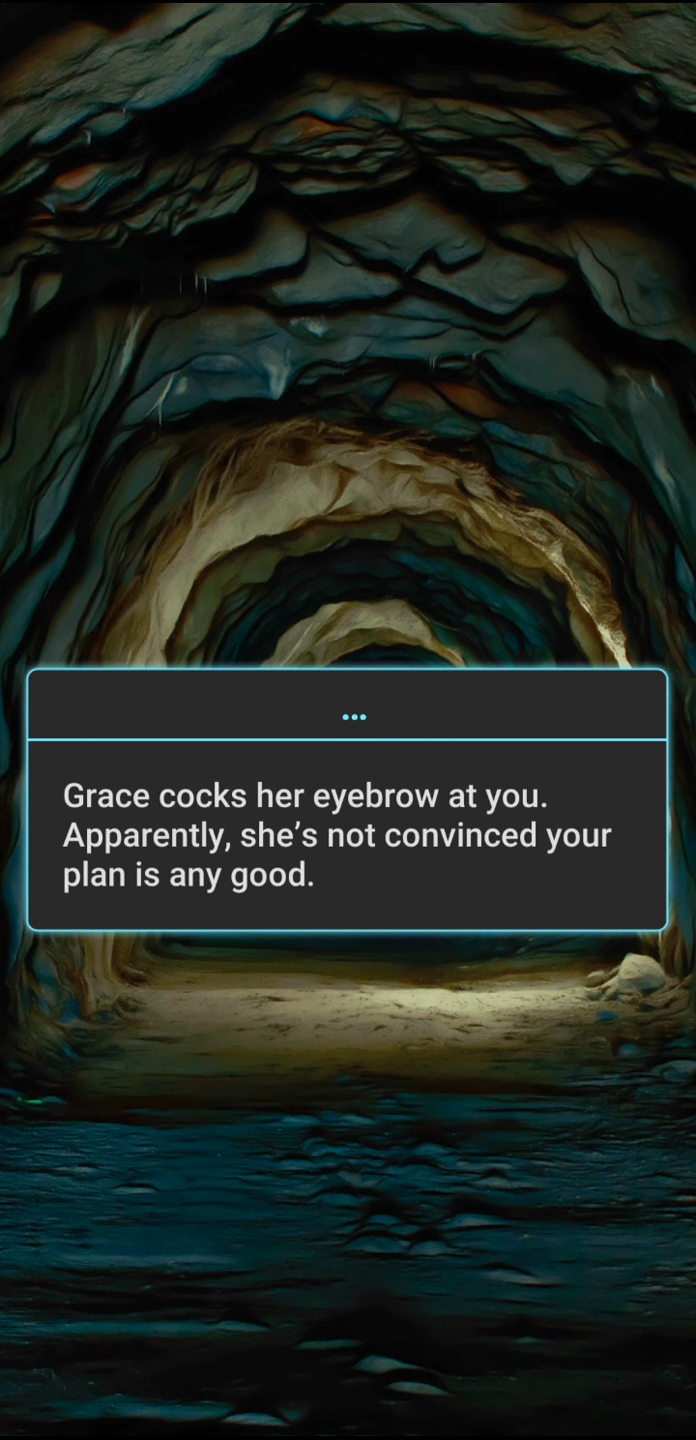 ...
Grace cocks her eyebrow at you.
Apparently, she’s not convinced your
plan is any good.